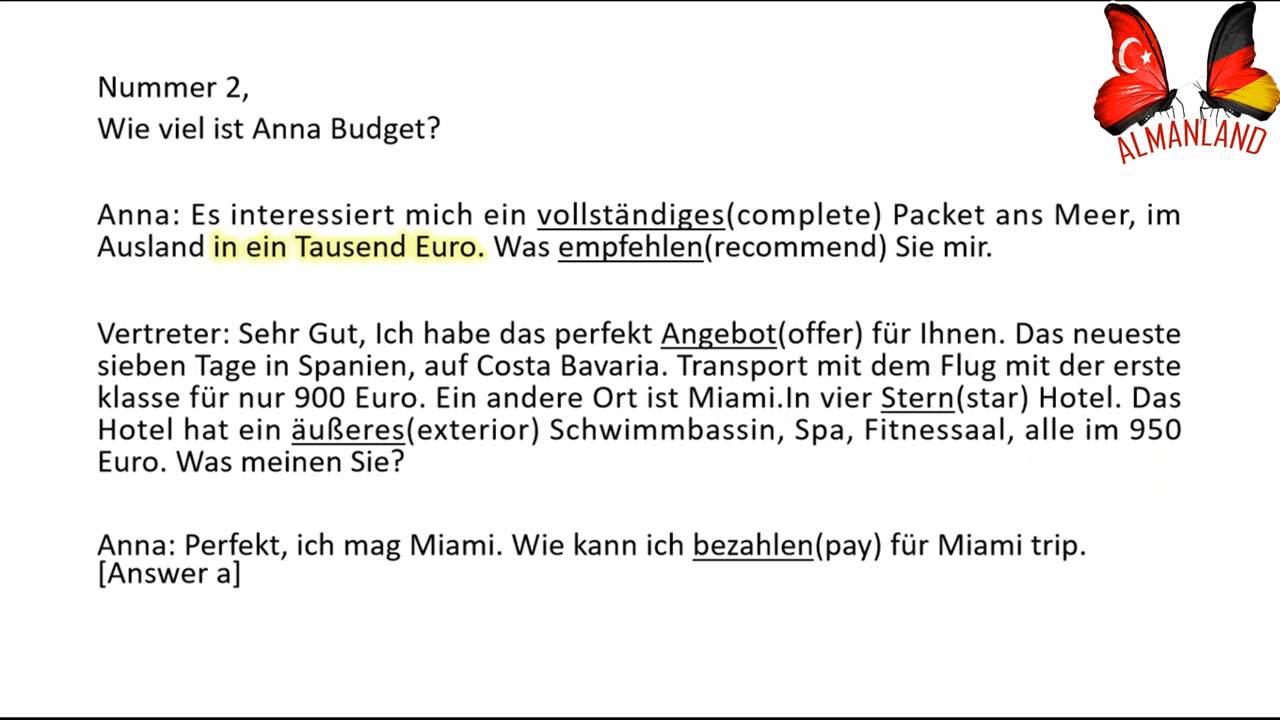 ALMANLAND
Nummer 2,
Wie viel ist Anna Budget?
Anna: Es interessiert mich ein vollständiges(complete) Packet ans Meer, im
Ausland in ein Tausend Euro. Was empfehlen(recommend) Sie mir.
Vertreter: Sehr Gut, Ich habe das perfekt Angebot(offer) für Ihnen. Das neueste
sieben Tage in Spanien, auf Costa Bavaria. Transport mit dem Flug mit der erste
klasse für nur 900 Euro. Ein andere Ort ist Miami.In vier Stern(star) Hotel. Das
Hotel hat ein äußeres(exterior) Schwimmbassin, Spa, Fitnessaal, alle im 950
Euro. Was meinen Sie?
Anna: Perfekt, ich mag Miami. Wie kann ich bezahlen(pay) für Miami trip.
[Answer a]